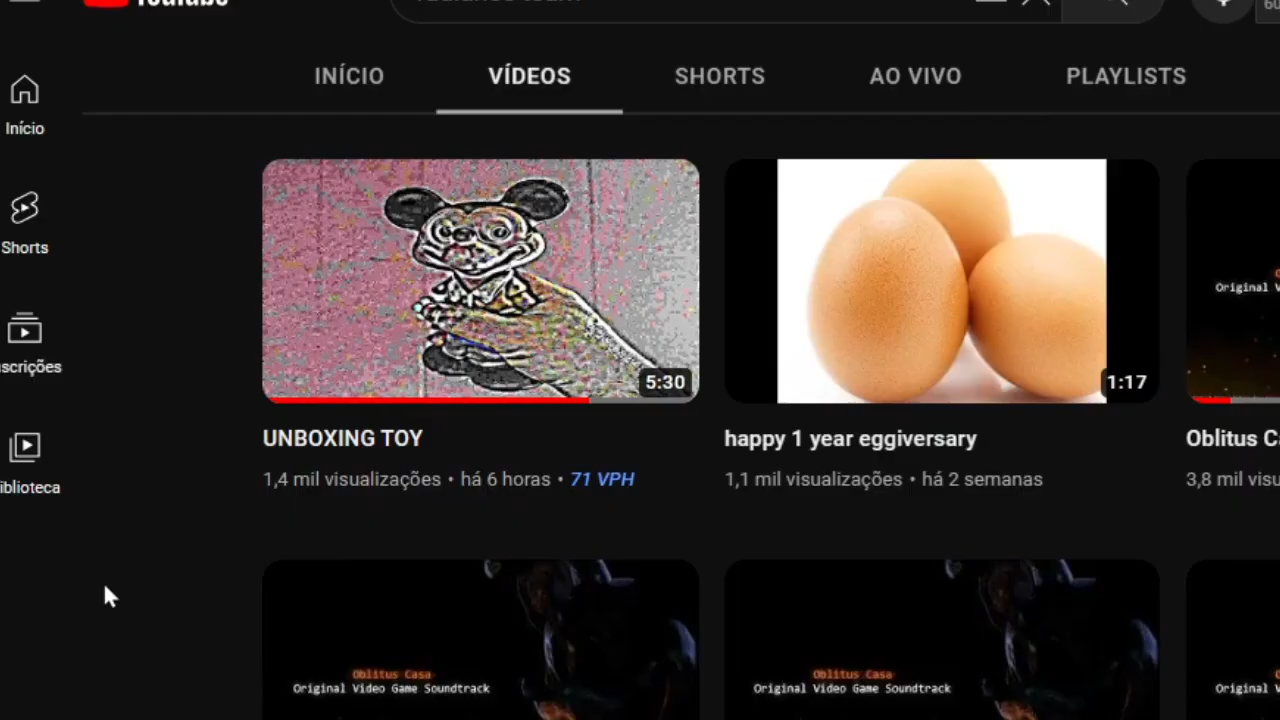 INÍCIO VÍDEOS SHORTS AO VIVO PLAYLISTS
Início
Shorts
scrições
iblioteca
5:30
1:17
UNBOXING TOY
1,4 mil visualizações • há 6 horas • 71 VPH
happy 1 year eggiversary
1,1 mil visualizações • há 2 semanas
Original V
Oblitus C
3,8 mil visu
Oblitus Casa
Original Video Game Soundtrack
Oblitus Casa
Original Video Game Soundtrack
Original V